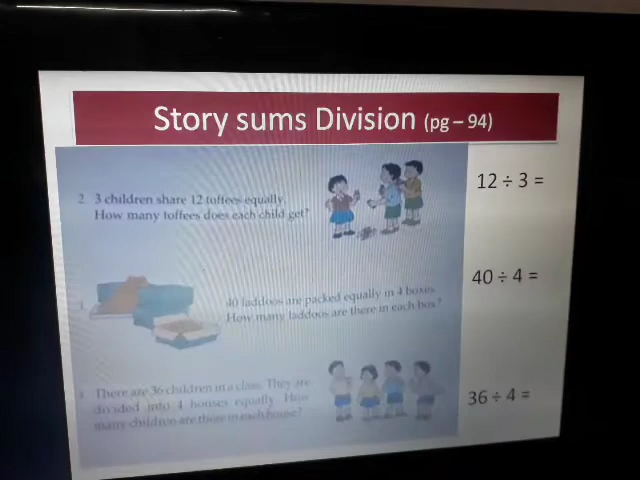 Story sums Division (pg – 94)
2. 3 children share 12 toffees equally.
How many toffees does each child get?
12 ÷ 3 =
40 laddoos are packed equally in 4 boxes.
How many laddoos are there in each box?
40 ÷ 4 =
There are 36 children in a class. They are
divided into 4 houses equally. How
many children are there in each house?
36 ÷ 4 =